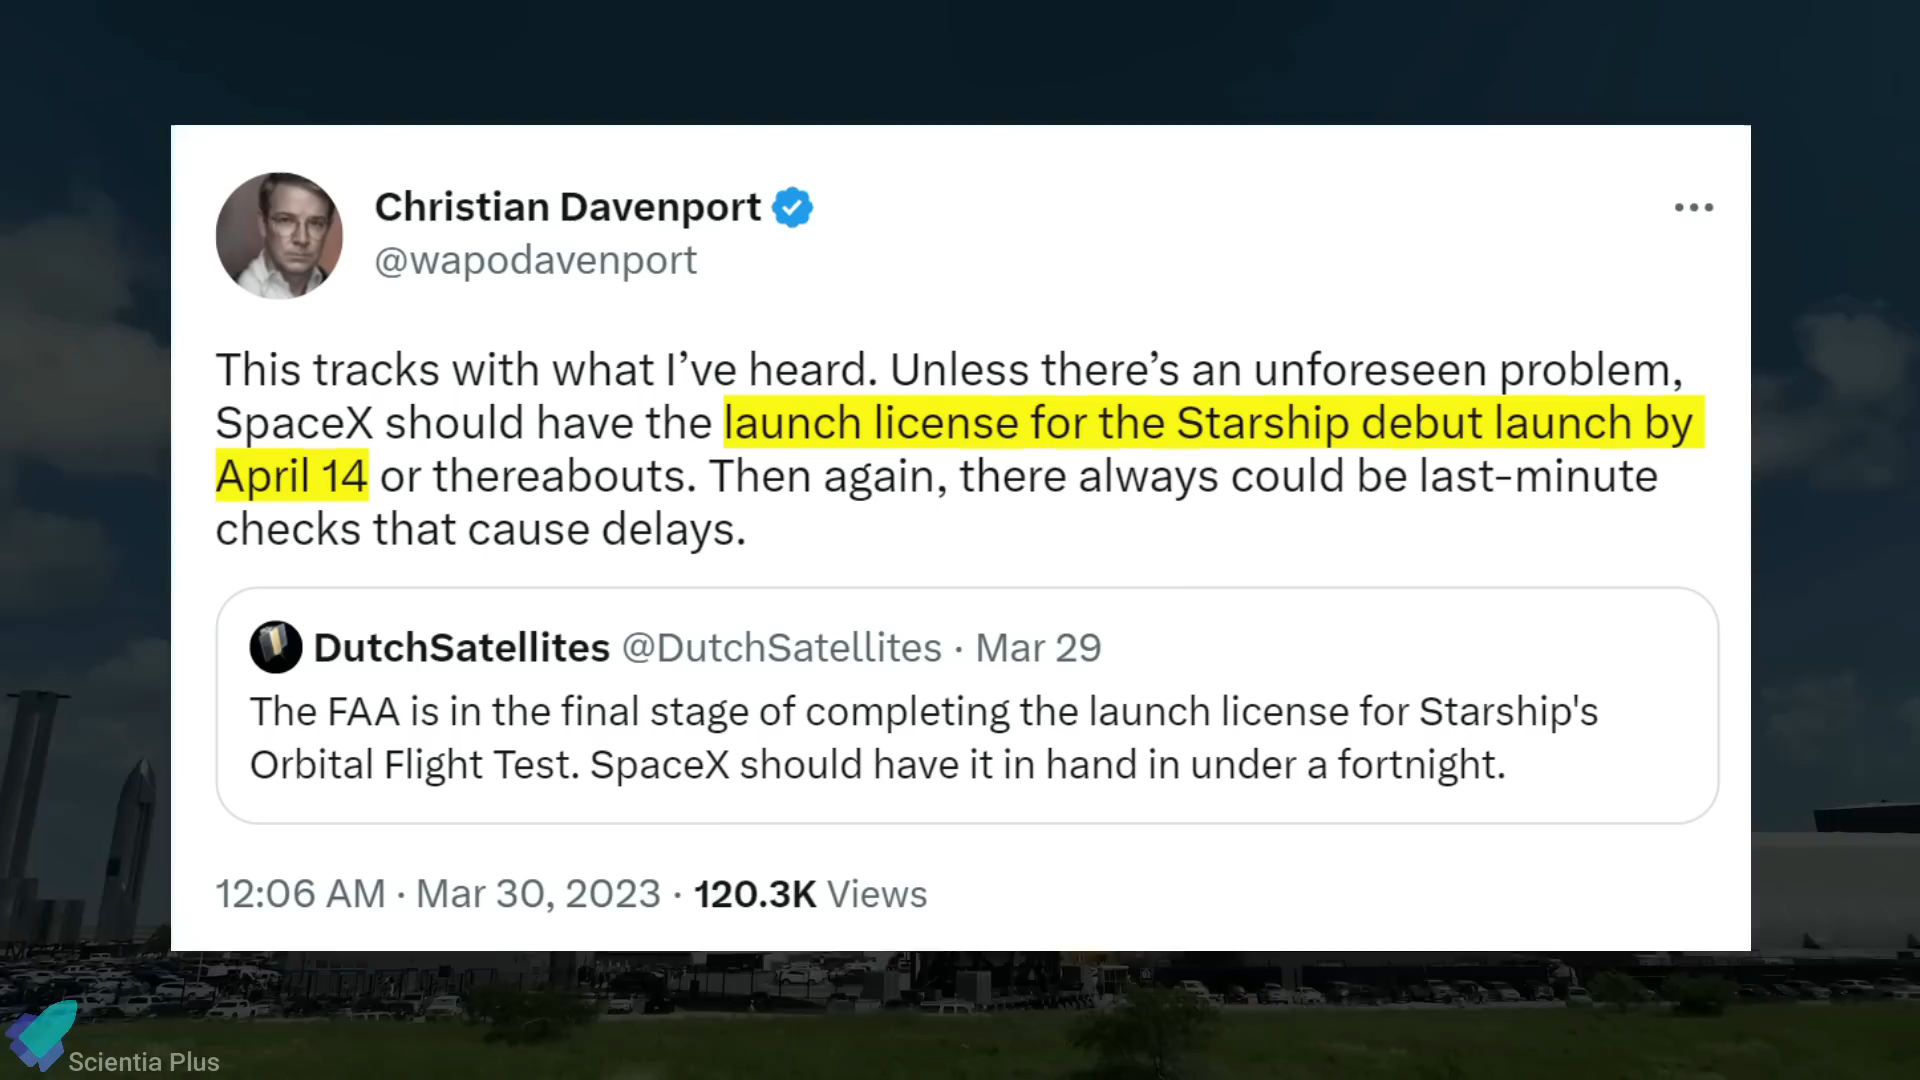 Christian Davenport
@wapodavenport
This tracks with what I’ve heard. Unless there’s an unforeseen problem,
SpaceX should have the launch license for the Starship debut launch by
April 14 or thereabouts. Then again, there always could be last-minute
checks that cause delays.
DutchSatellites @DutchSatellites · Mar 29
The FAA is in the final stage of completing the launch license for Starship's
Orbital Flight Test. SpaceX should have it in hand in under a fortnight.
12:06 AM · Mar 30, 2023 · 120.3K Views
Scientia Plus